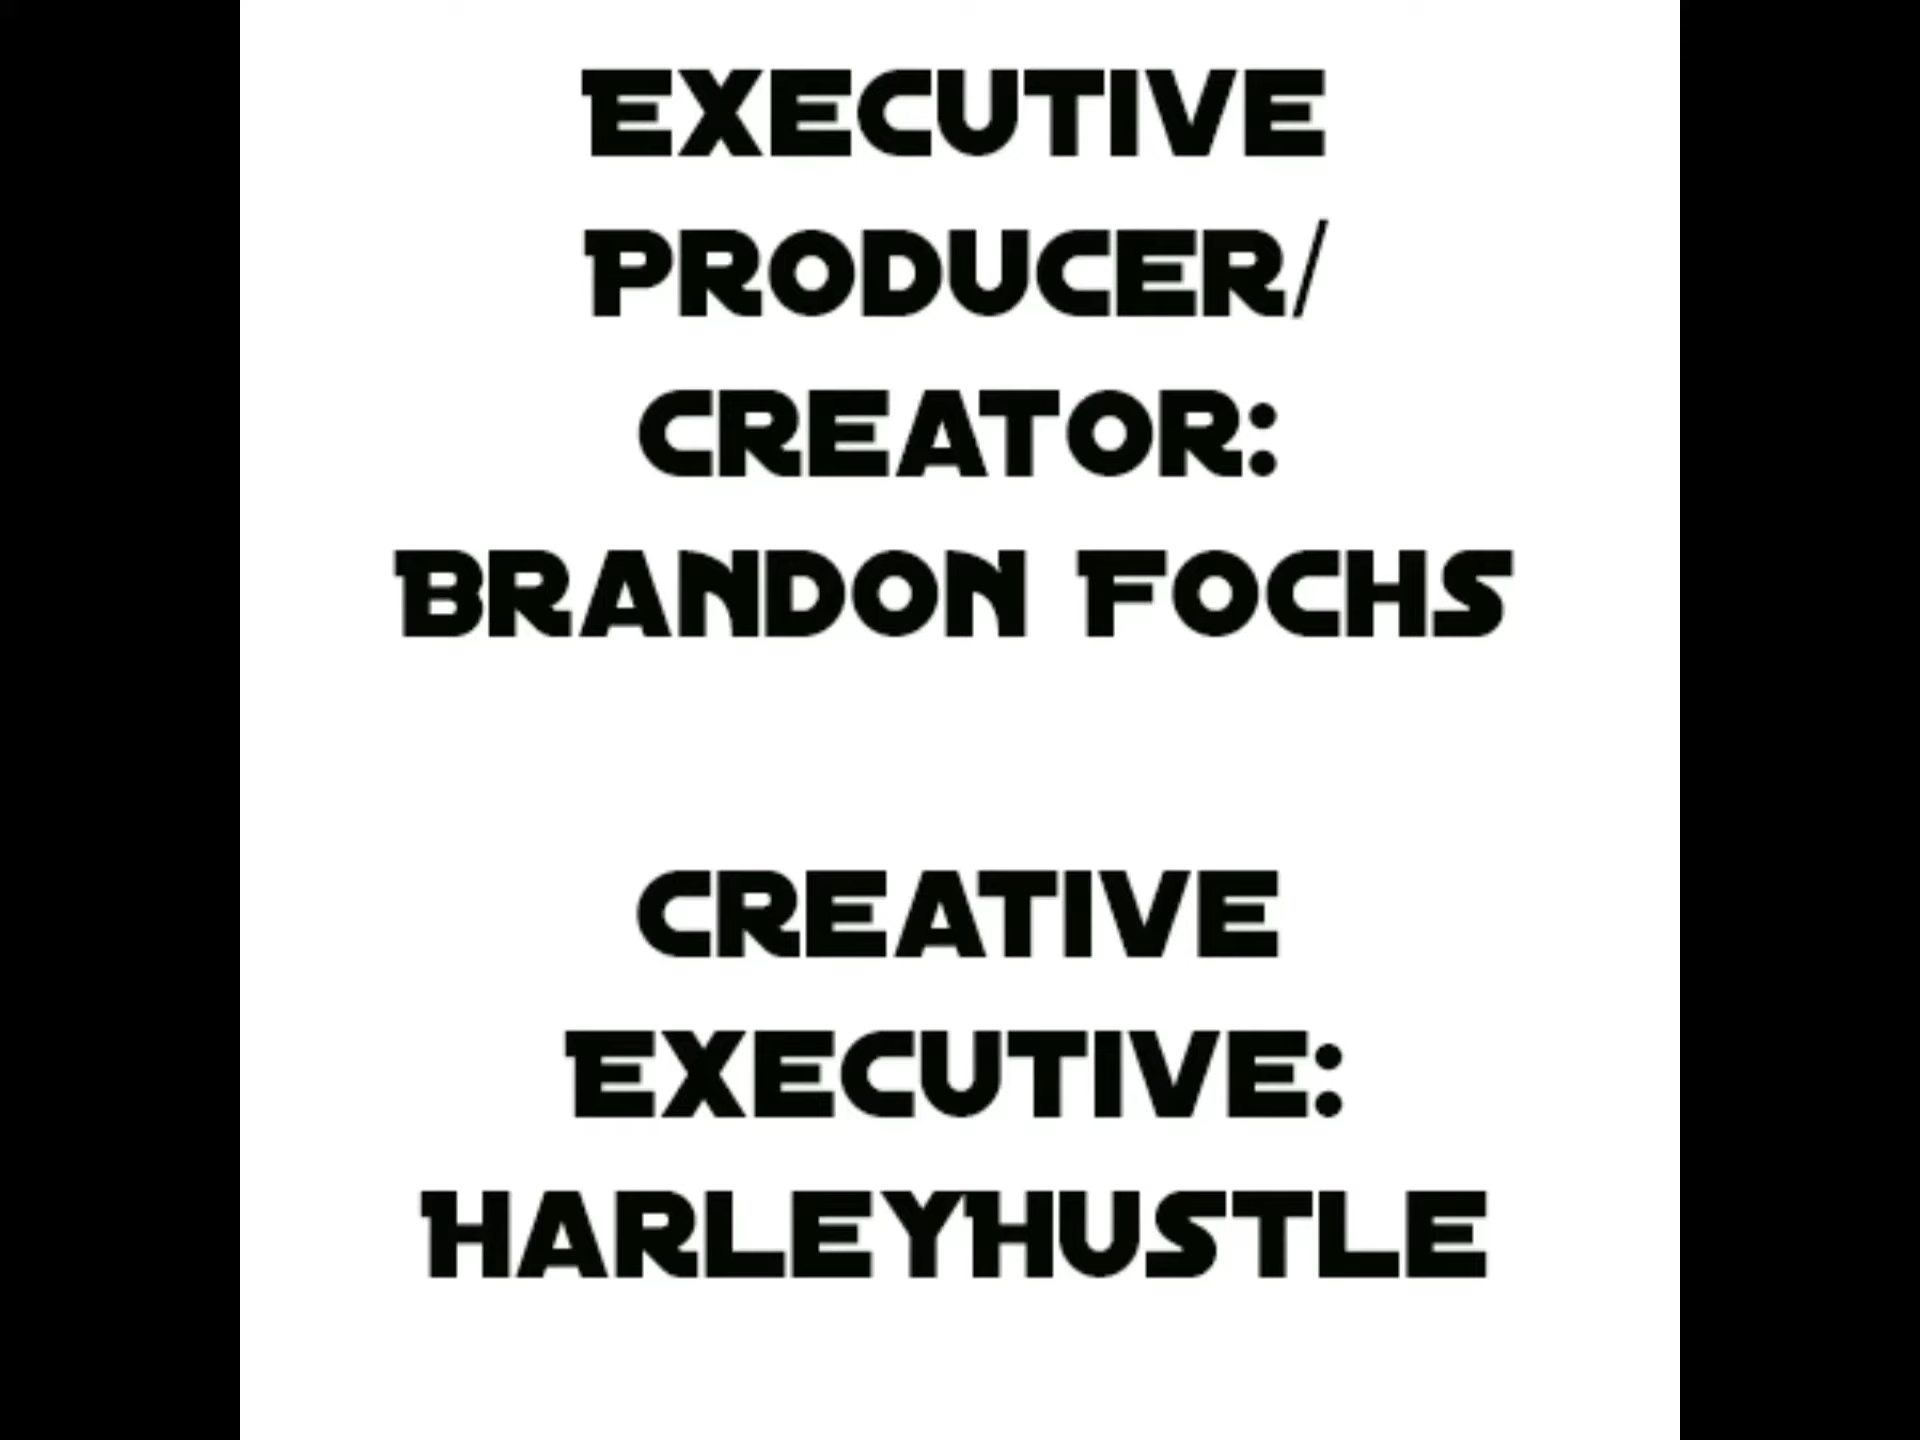 EXECUTIVE
PRODUCER/
CREATOR:
BRANDON FOCHS
CREATIVE
EXECUTIVE:
HARLEYHUSTLE